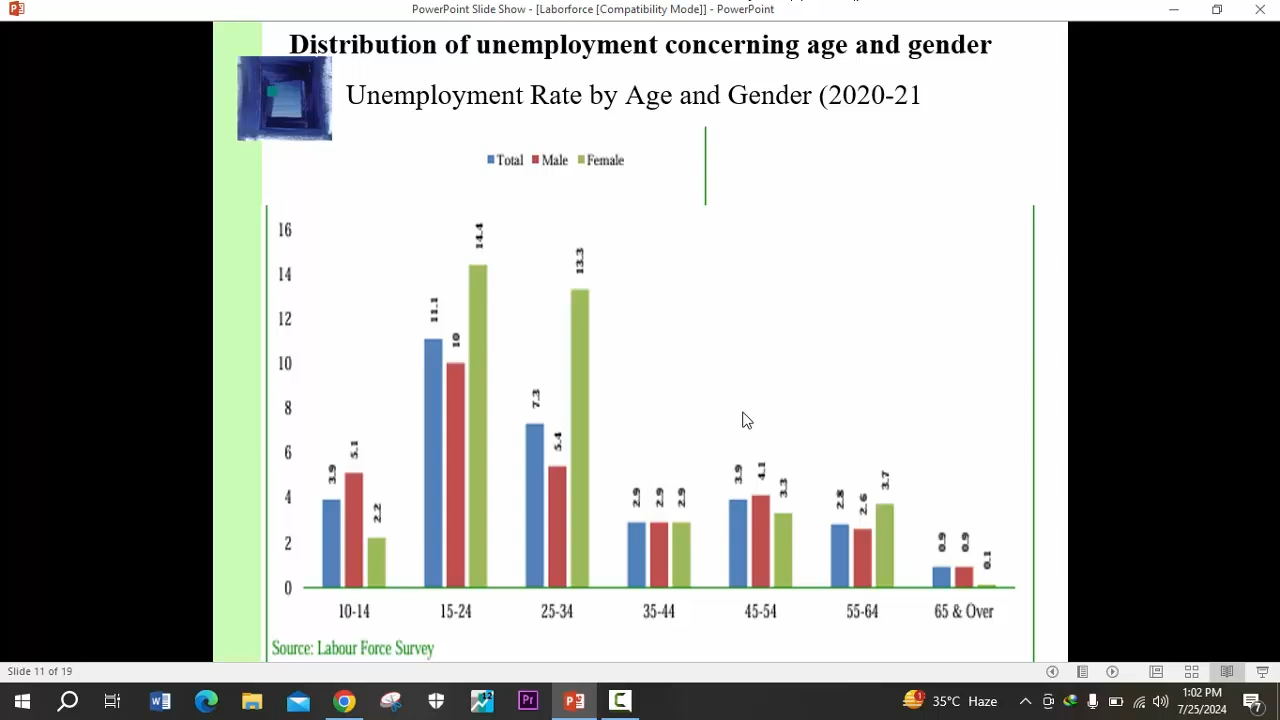 PowerPoint Slide Show - [Laborforce [Compatibility Mode]] - PowerPoint
Distribution of unemployment concerning age and gender
Unemployment Rate by Age and Gender (2020-21
Total Male Female
16
14
12
10
8
6
4
2
0
3.9 5.1 2.2
11.1 10 14.4
7.3 5.4 13.3
2.9 2.9 2.9
3.9 4.1 3.3
2.8 2.6 3.7
0.9 0.9 0.1
10-14 15-24 25-34 35-44 45-54 55-64 65 & Over
Source: Labour Force Survey
Slide 11 of 19
35°C Haze
1:02 PM
7/25/2024